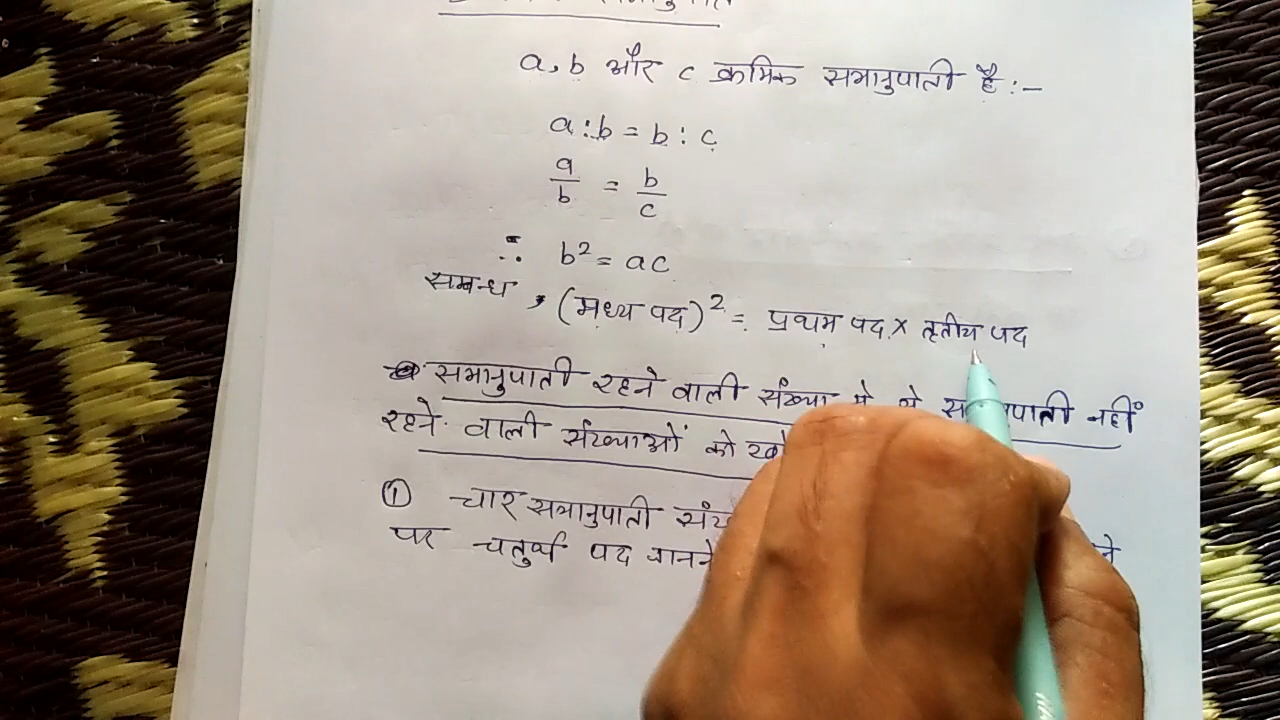 a, b और c क्रमिक समानुपाती है :-
a : b = b : c
a/b = b/c
∴ b² = ac
सम्बन्ध, (मध्य पद)² = प्रथम पद × तृतीय पद
समानुपाती रहने वाली संख्या नहीं
रहने वाली संख्याओं को
① चार समानुपाती
पर चतुर्थ पद जानने